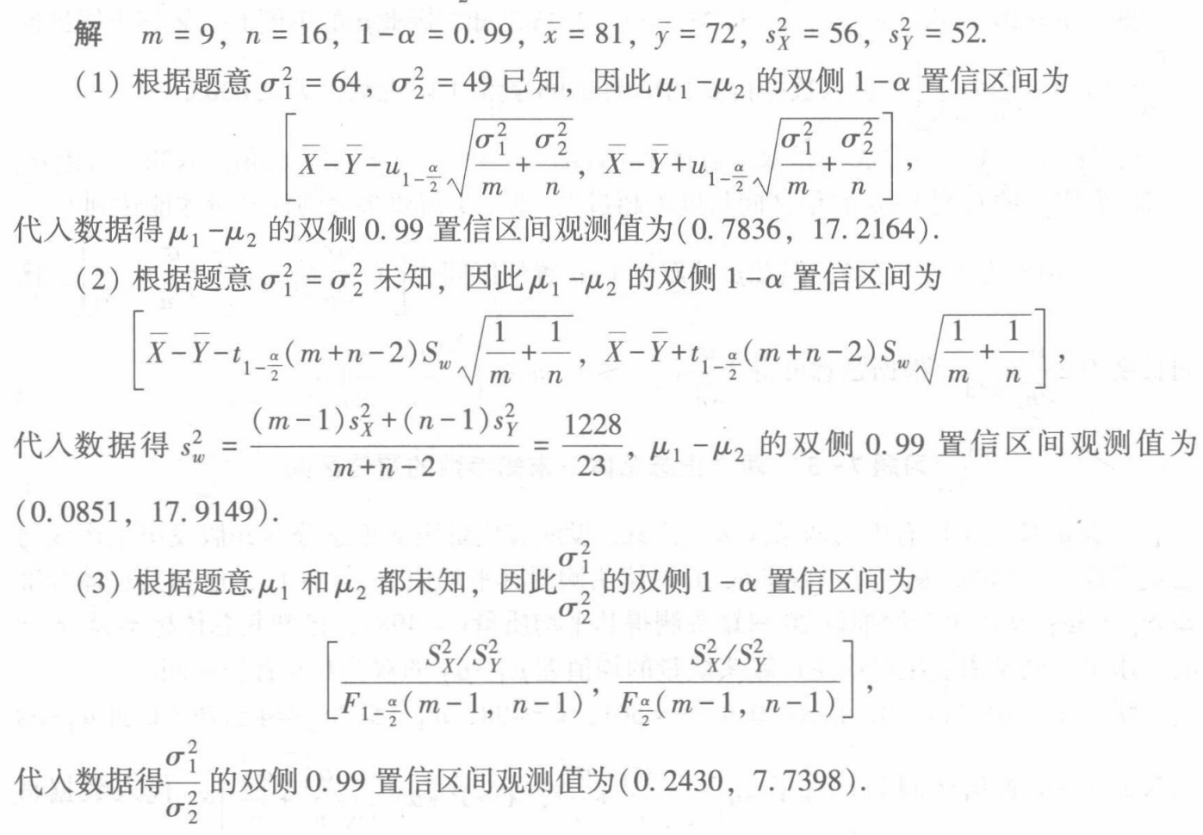 解 m = 9, n = 16, 1-α = 0.99, x̄ = 81, ȳ = 72, s_X^2 = 56, s_Y^2 = 52.
(1) 根据题意 σ_1^2 = 64, σ_2^2 = 49 已知, 因此 μ_1-μ_2 的双侧 1-α 置信区间为
[X̄-Ȳ-u_{1-α/2}√(σ_1^2/m+σ_2^2/n), X̄-Ȳ+u_{1-α/2}√(σ_1^2/m+σ_2^2/n)],
代入数据得 μ_1-μ_2 的双侧 0.99 置信区间观测值为(0.7836, 17.2164).
(2) 根据题意 σ_1^2 = σ_2^2 未知, 因此 μ_1-μ_2 的双侧 1-α 置信区间为
[X̄-Ȳ-t_{1-α/2}(m+n-2)S_w√(1/m+1/n), X̄-Ȳ+t_{1-α/2}(m+n-2)S_w√(1/m+1/n)],
代入数据得 s_w^2 = ((m-1)s_X^2+(n-1)s_Y^2)/(m+n-2) = 1228/23, μ_1-μ_2 的双侧 0.99 置信区间观测值为
(0.0851, 17.9149).
(3) 根据题意 μ_1 和 μ_2 都未知, 因此 σ_1^2/σ_2^2 的双侧 1-α 置信区间为
[(S_X^2/S_Y^2)/F_{1-α/2}(m-1, n-1), (S_X^2/S_Y^2)/F_{α/2}(m-1, n-1)],
代入数据得 σ_1^2/σ_2^2 的双侧 0.99 置信区间观测值为(0.2430, 7.7398).